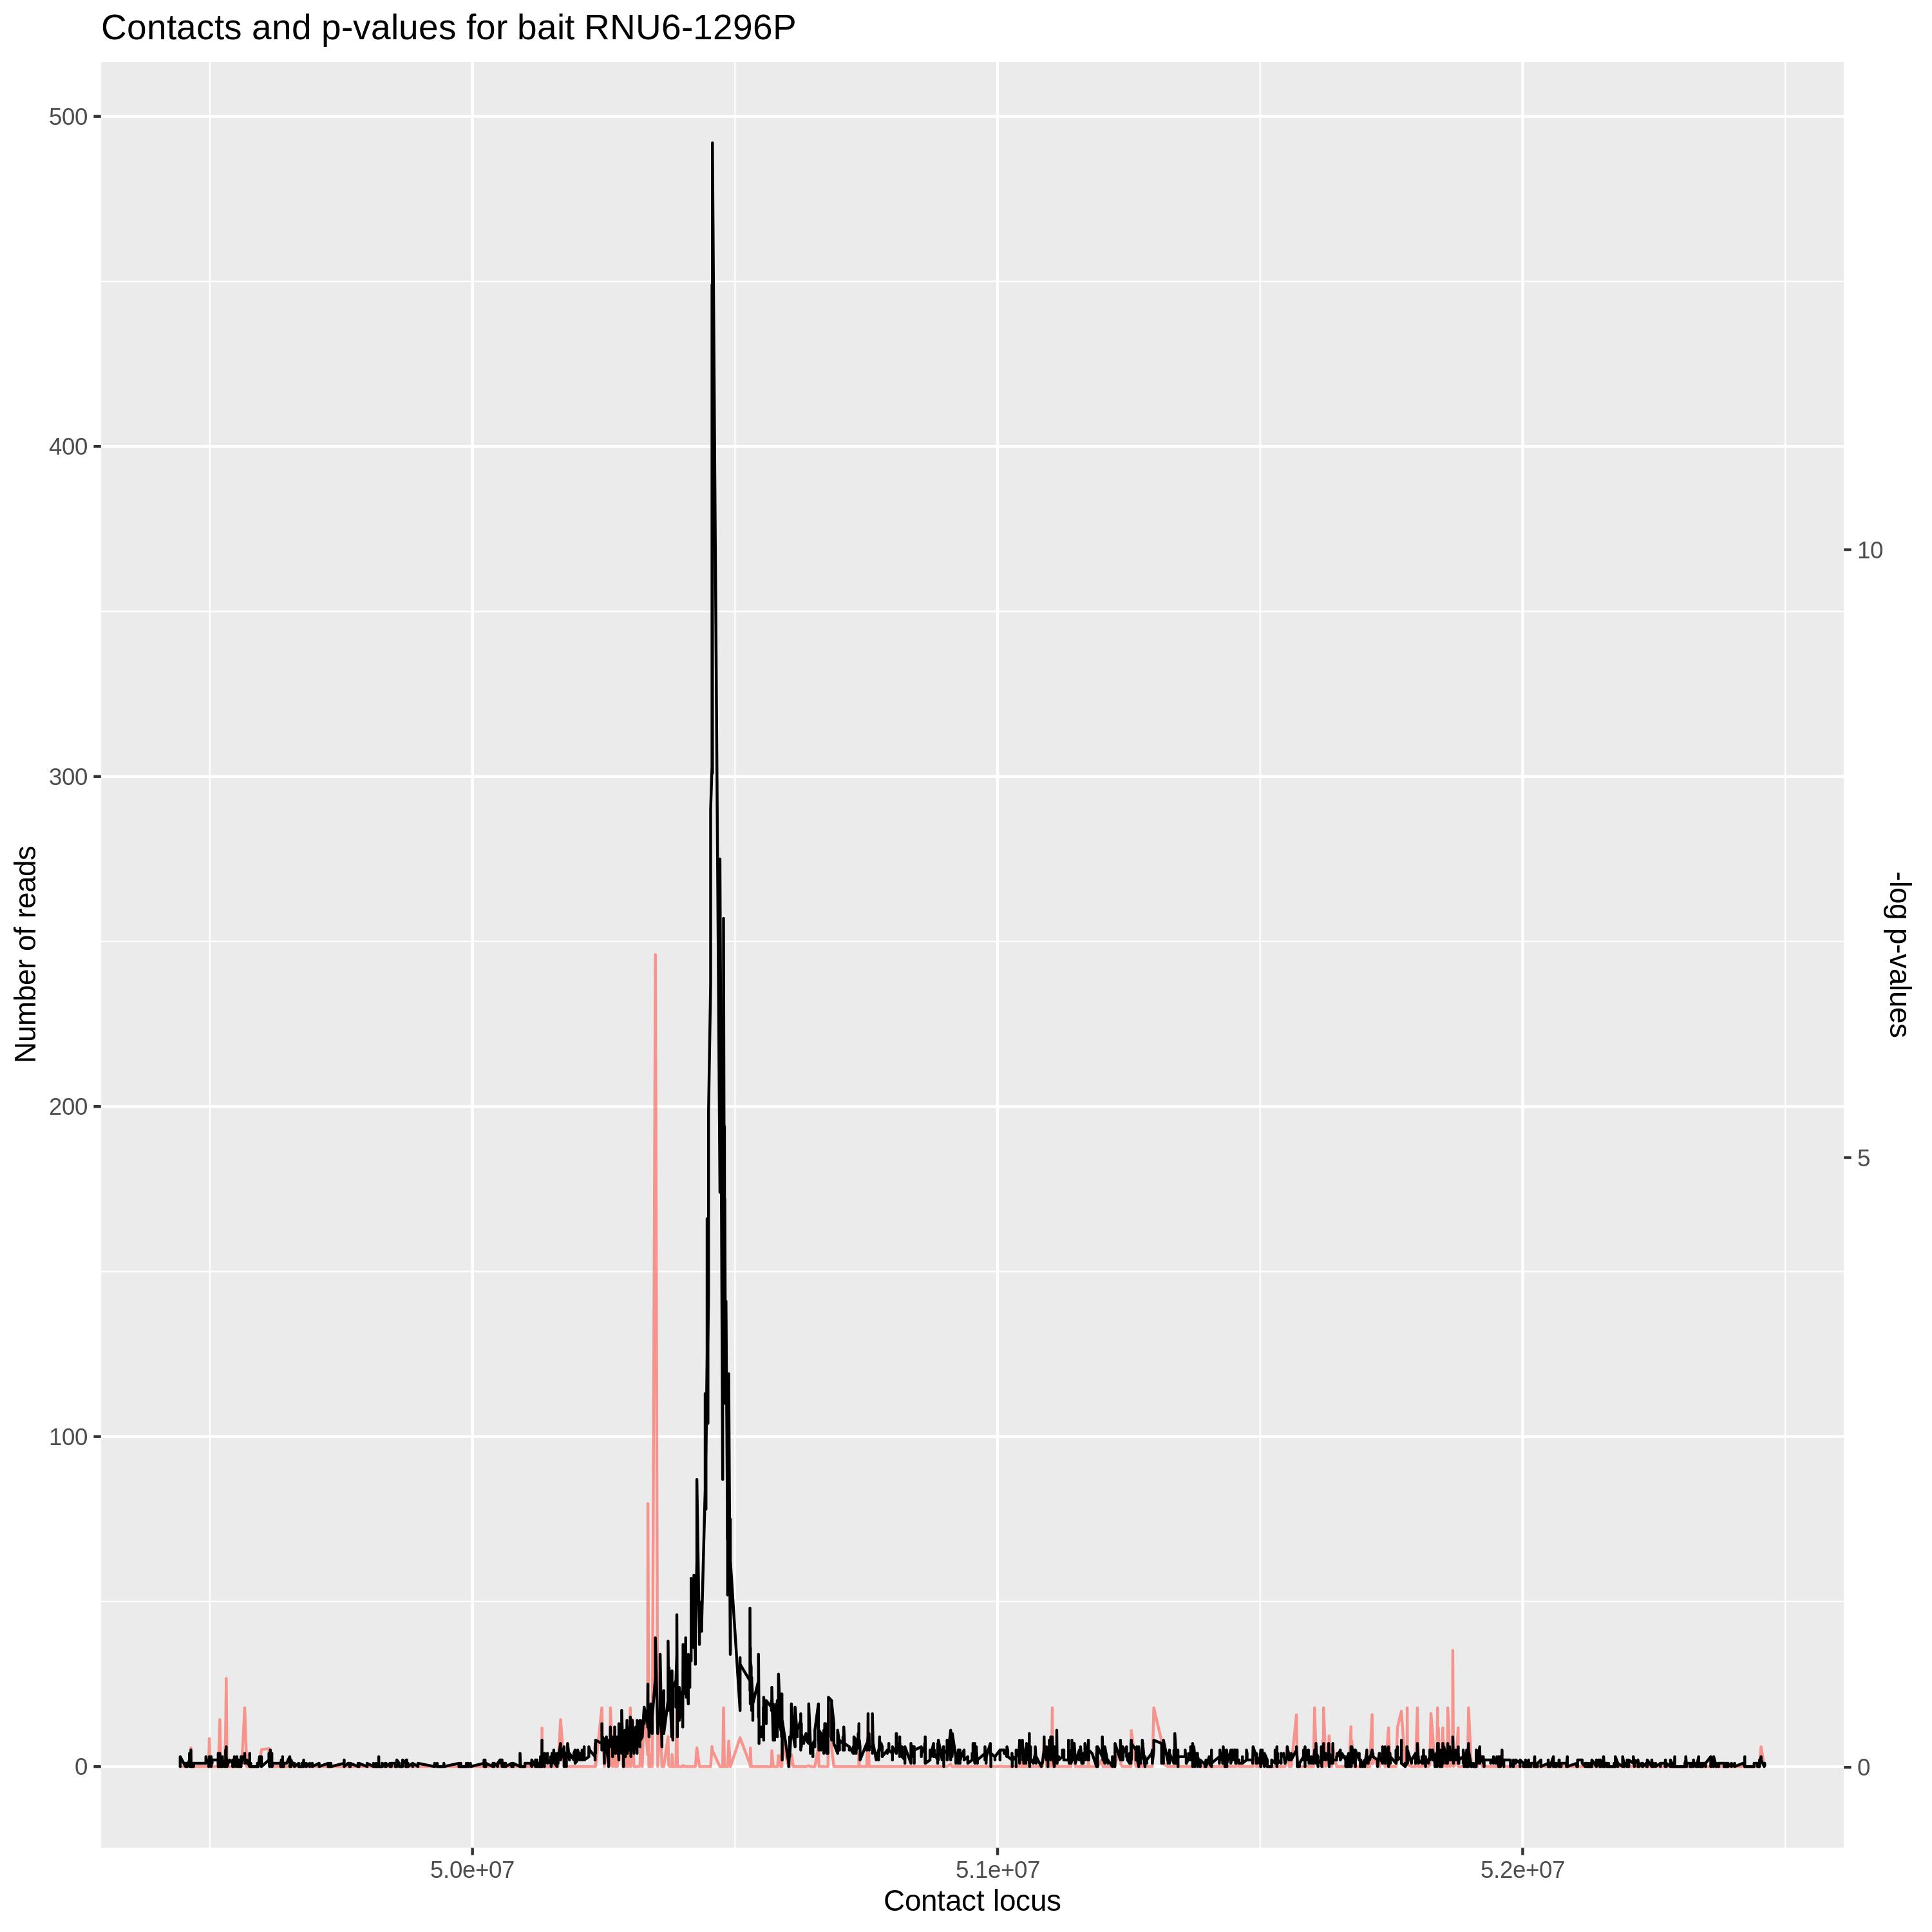 Contacts and p-values for bait RNU6-1296P
500
400
300
200
100
0
Number of reads
10
5
0
-log p-values
5.0e+07
5.1e+07
5.2e+07
Contact locus